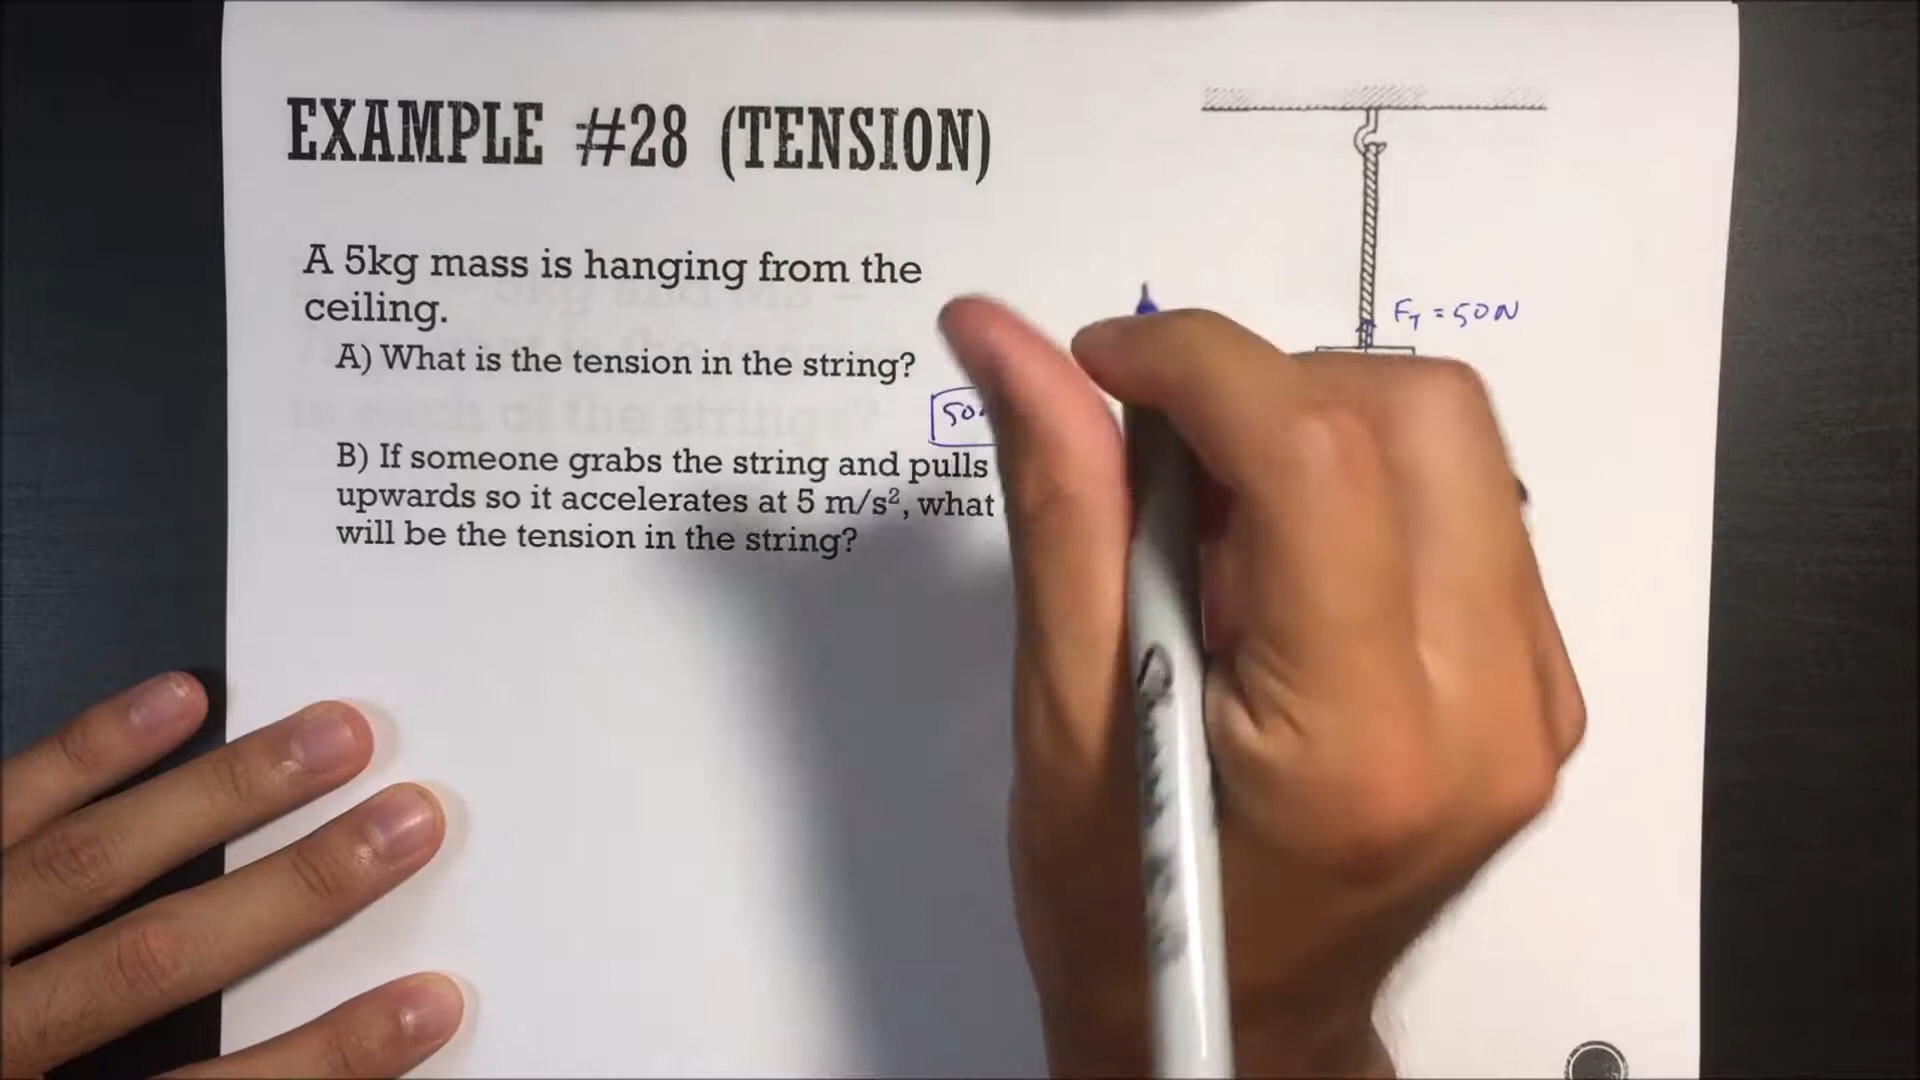 EXAMPLE #28 (TENSION)
A 5kg mass is hanging from the
ceiling.
A) What is the tension in the string?
B) If someone grabs the string and pulls
upwards so it accelerates at 5 m/s², what
will be the tension in the string?
50
F_T = 50N